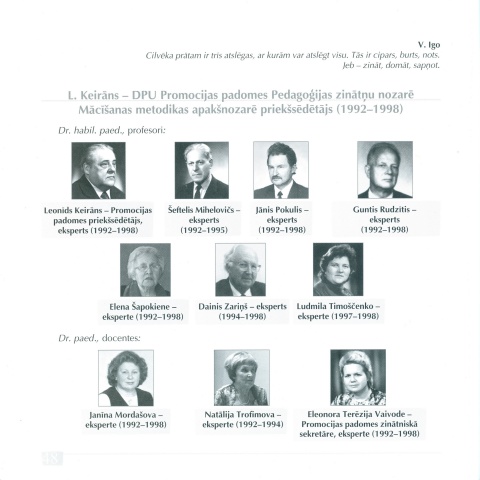 V. Igo
Cilvēka prātam ir trīs atslēgas, ar kurām var atslēgt visu. Tās ir cipars, burts, nots.
Jeb – zināt, domāt, sapņot.
L. Keirāns – DPU Promocijas padomes Pedagoģijas zinātņu nozarē
Mācīšanas metodikas apakšnozarē priekšsēdētājs (1992–1998)
Dr. habil. paed., profesori:
Leonīds Keirāns – Promocijas
padomes priekšsēdētājs,
eksperts (1992–1998)
Šeftelis Mihelovičs –
eksperts
(1992–1995)
Jānis Pokulis –
eksperts
(1992–1998)
Guntis Rudzītis –
eksperts
(1992–1998)
Elena Šapokiene –
eksperte (1992–1998)
Dainis Zariņš – eksperts
(1994–1998)
Ludmila Timoščenko –
eksperte (1997–1998)
Dr. paed., docentes:
Janīna Mordašova –
eksperte (1992–1998)
Natālija Trofimova –
eksperte (1992–1994)
Eleonora Terēzija Vaivode –
Promocijas padomes zinātniskā
sekretāre, eksperte (1992–1998)
48